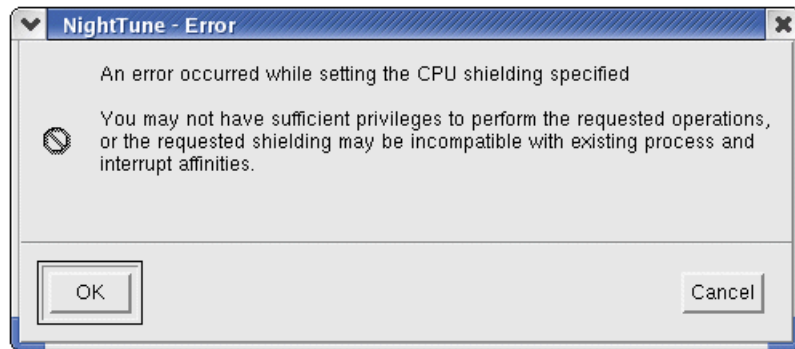 NightTune - Error
An error occurred while setting the CPU shielding specified
You may not have sufficient privileges to perform the requested operations,
or the requested shielding may be incompatible with existing process and
interrupt affinities.
OK
Cancel